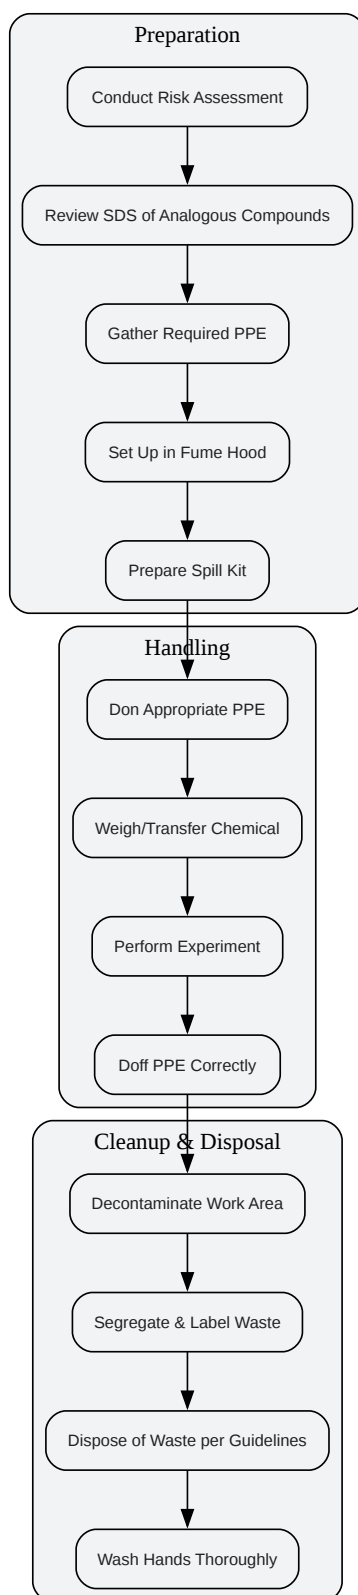 Preparation
Conduct Risk Assessment
Review SDS of Analogous Compounds
Gather Required PPE
Set Up in Fume Hood
Prepare Spill Kit
Handling
Don Appropriate PPE
Weigh/Transfer Chemical
Perform Experiment
Doff PPE Correctly
Cleanup & Disposal
Decontaminate Work Area
Segregate & Label Waste
Dispose of Waste per Guidelines
Wash Hands Thoroughly